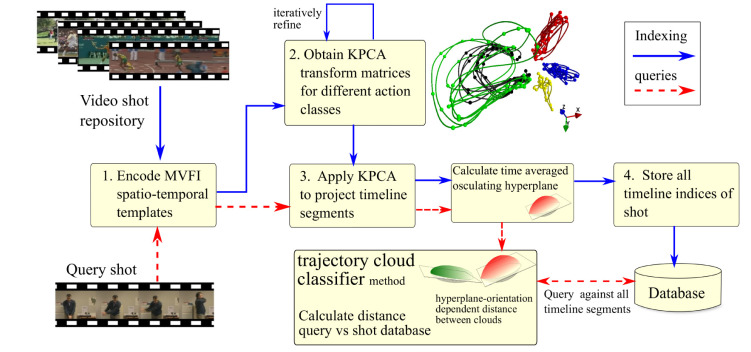 iteratively
refine
2. Obtain KPCA
transform matrices
for different action
classes
z
x
y
Indexing
queries
Video shot
repository
1. Encode MVFI
spatio-temporal
templates
3. Apply KPCA
to project timeline
segments
Calculate time averaged
osculating hyperplane
4. Store all
timeline indices of
shot
Query shot
trajectory cloud
classifier method
Calculate distance
query vs shot database
hyperplane-orientation
dependent distance
between clouds
Query against all
timeline segments
Database